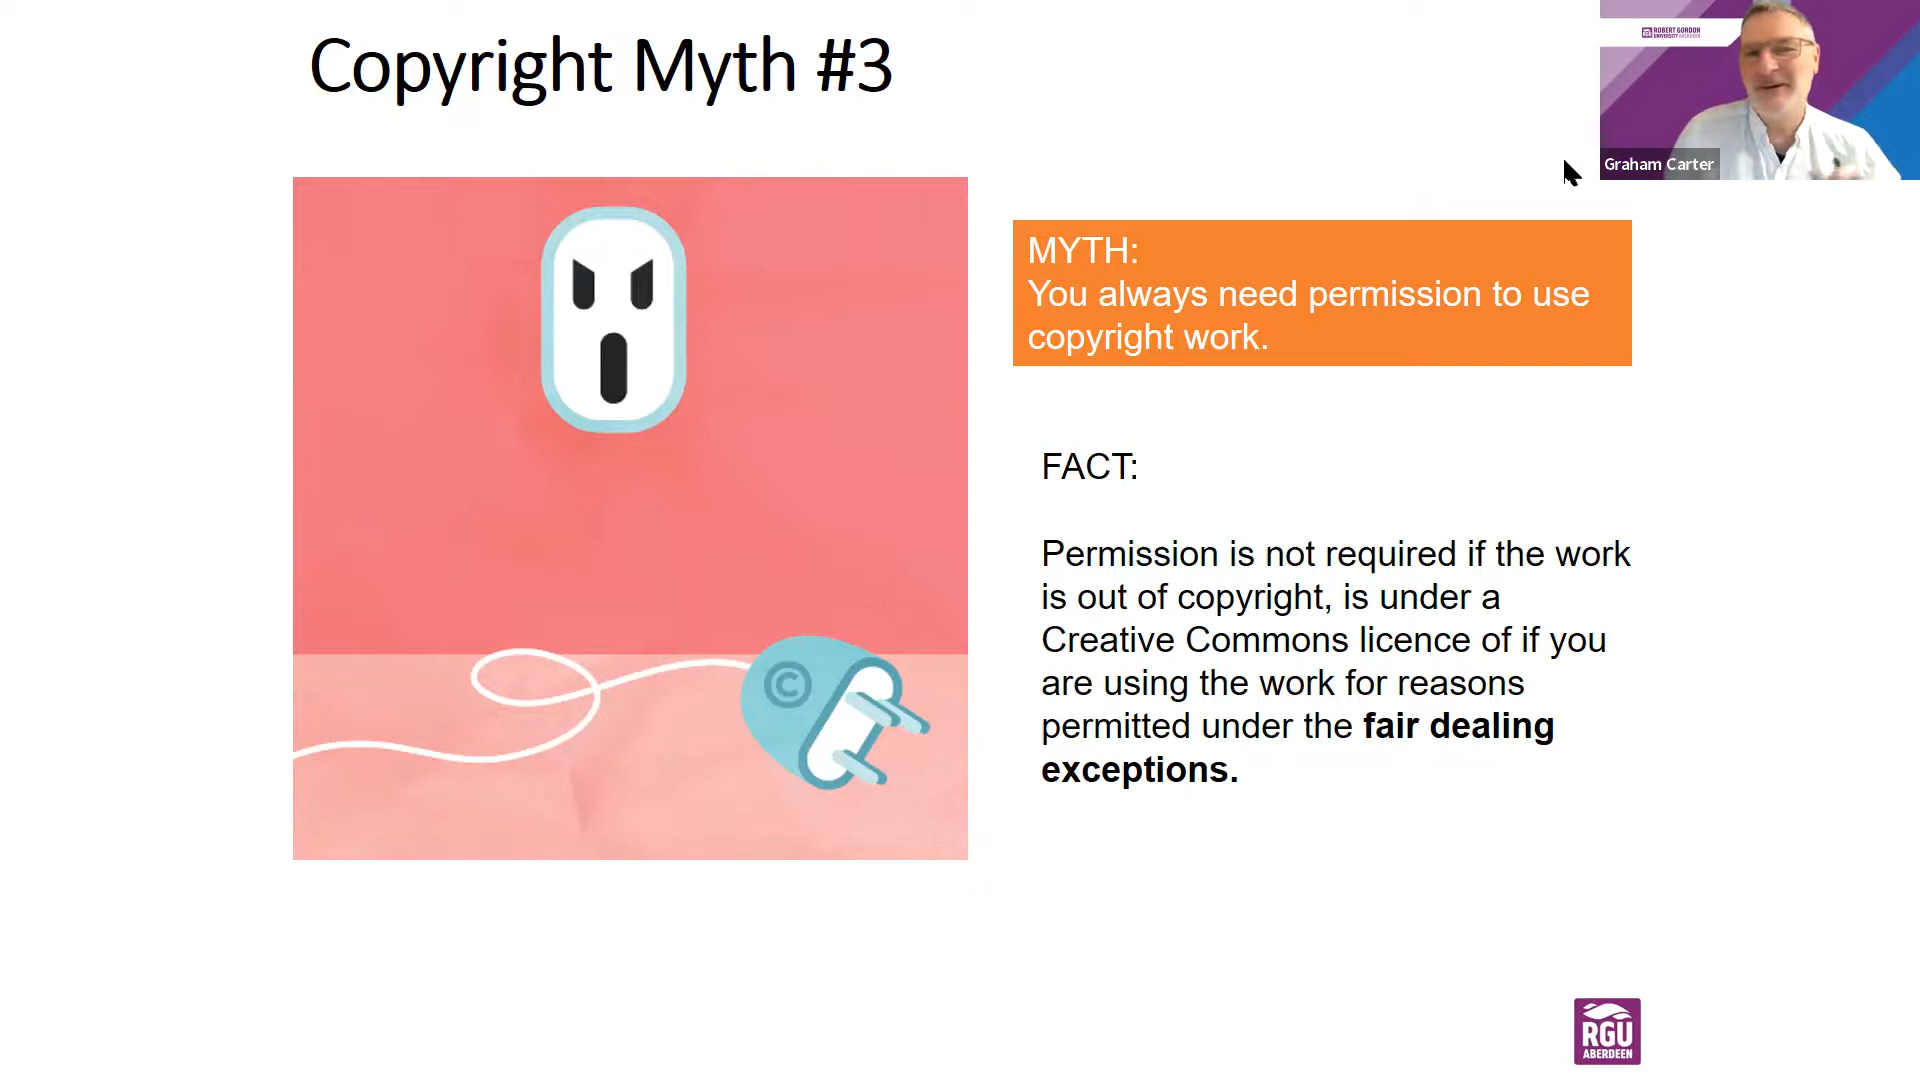 Copyright Myth #3
ROBERT GORDON
UNIVERSITY ABERDEEN
Graham Carter
MYTH:
You always need permission to use
copyright work.
FACT:
Permission is not required if the work
is out of copyright, is under a
Creative Commons licence of if you
are using the work for reasons
permitted under the fair dealing
exceptions.
©
RGU
ABERDEEN